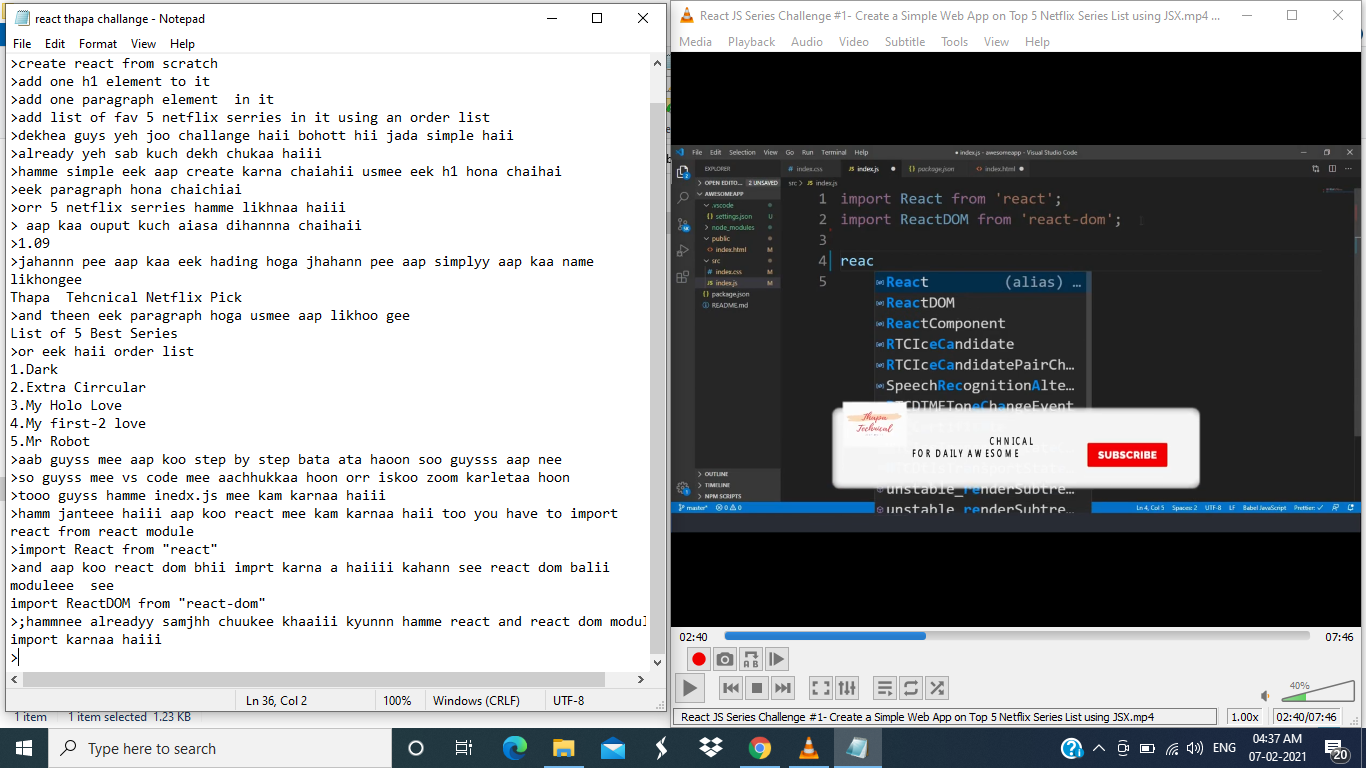 react thapa challange - Notepad
File Edit Format View Help
>create react from scratch
>add one h1 element to it
>add one paragraph element  in it
>add list of fav 5 netflix serries in it using an order list
>dekhea guys yeh joo challange haii bohott hii jada simple haii
>already yeh sab kuch dekh chukaa haiii
>hamme simple eek aap create karna chaiahii usmee eek h1 hona chaihai
>eek paragraph hona chaichiai
>orr 5 netflix serries hamme likhnaa haiii
> aap kaa ouput kuch aiasa dihannna chaihaii
>1.09
>jahannn pee aap kaa eek hading hoga jhahann pee aap simplyy aap kaa name
likhongee
Thapa  Tehcnical Netflix Pick
>and theen eek paragraph hoga usmee aap likhoo gee
List of 5 Best Series
>or eek haii order list
1.Dark
2.Extra Cirrcular
3.My Holo Love
4.My first-2 love
5.Mr Robot
>aab guyss mee aap koo step by step bata ata haoon soo guysss aap nee
>so guyss mee vs code mee aachhukkaa hoon orr iskoo zoom karletaa hoon
>tooo guyss hamme inedx.js mee kam karnaa haiii
>hamm janteee haiii aap koo react mee kam karnaa haii too you have to import
react from react module
>import React from "react"
>and aap koo react dom bhii imprt karna a haiiii kahann see react dom balii
moduleee  see
import ReactDOM from "react-dom"
>;hammnee alreadyy samjhh chuukee khaaiii kyunnn hamme react and react dom modul
import karnaa haiii
>
Ln 36, Col 2 100% Windows (CRLF) UTF-8
1 item 1 item selected 1.23 KB
React JS Series Challenge #1- Create a Simple Web App on Top 5 Netflix Series List using JSX.mp4 ...
Media Playback Audio Video Subtitle Tools View Help
File Edit Selection View Go Run Terminal Help
• index.js - awesomeapp - Visual Studio Code
EXPLORER
OPEN EDITO... 2 UNSAVED
AWESOMEAPP
.vscode
settings.json U
node_modules
public
index.html M
src
index.css M
index.js M
package.json
README.md
OUTLINE
TIMELINE
NPM SCRIPTS
index.css index.js package.json index.html
src > index.js
1 import React from 'react';
2 import ReactDOM from 'react-dom';
3
4 reac
5
React (alias) ...
ReactDOM
ReactComponent
RTCIceCandidate
RTCIceCandidatePairCh…
SpeechRecognitionAlte…
RTCDTMFToneChangeEvent
Thapa
Technical
CHNICAL
FOR DAILY AWESOME
SUBSCRIBE
unstable_renderSubtre…
unstable_renderSubtre…
master* 0 0 Ln 4, Col 5 Spaces: 2 UTF-8 LF Babel JavaScript Prettier: ✓
02:40 07:46
A B
40%
React JS Series Challenge #1- Create a Simple Web App on Top 5 Netflix Series List using JSX.mp4 1.00x 02:40/07:46
Type here to search
ENG
04:37 AM
07-02-2021
20